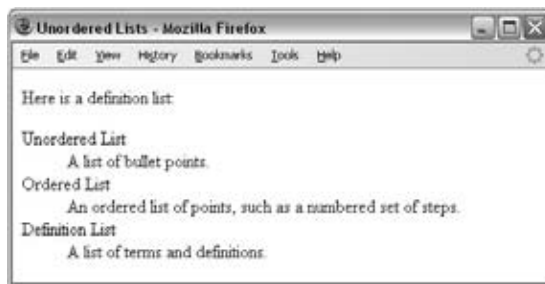 Unordered Lists - Mozilla Firefox
File Edit View History Bookmarks Tools Help
Here is a definition list:
Unordered List
A list of bullet points.
Ordered List
An ordered list of points, such as a numbered set of steps.
Definition List
A list of terms and definitions.